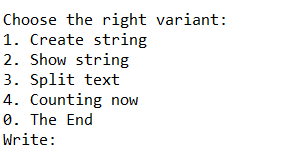 Choose the right variant:
1. Create string
2. Show string
3. Split text
4. Counting now
0. The End
Write: